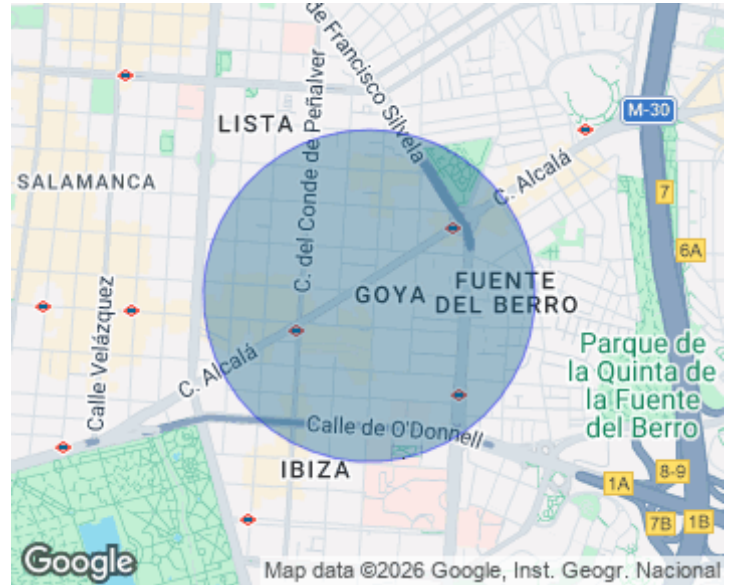 de Francisco Silvela
C. del Conde de Peñalver
LISTA
M-30
C. Alcalá
SALAMANCA
7
6A
Calle Velázquez
GOYA
FUENTE
DEL BERRO
Parque de
la Quinta de
la Fuente
del Berro
C. Alcalá
Calle de O'Donnell
IBIZA
8-9
1A
7B
1B
Google
Map data ©2026 Google, Inst. Geogr. Nacional